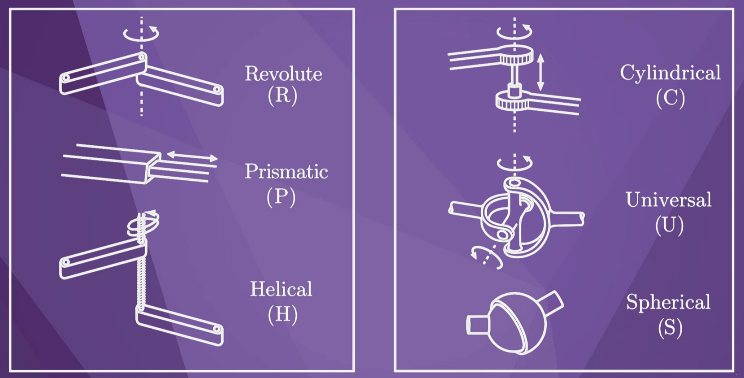 Revolute
(R)
Prismatic
(P)
Helical
(H)
Cylindrical
(C)
Universal
(U)
Spherical
(S)